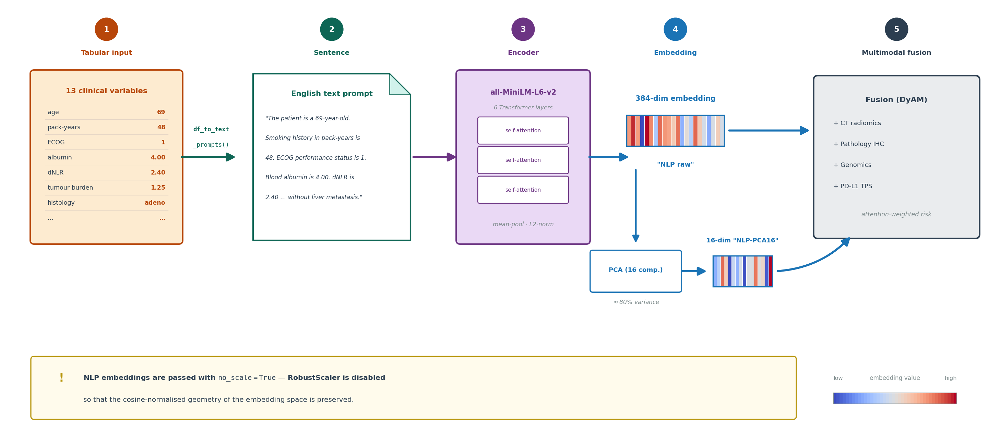 1
Tabular input
2
Sentence
3
Encoder
4
Embedding
5
Multimodal fusion
13 clinical variables
age 69
pack-years 48
ECOG 1
albumin 4.00
dNLR 2.40
tumour burden 1.25
histology adeno
... ...
df_to_text
_prompts()
English text prompt
"The patient is a 69-year-old.
Smoking history in pack-years is
48. ECOG performance status is 1.
Blood albumin is 4.00. dNLR is
2.40 ... without liver metastasis."
all-MiniLM-L6-v2
6 Transformer layers
self-attention
self-attention
self-attention
mean-pool · L2-norm
384-dim embedding
"NLP raw"
PCA (16 comp.)
≈80% variance
16-dim "NLP-PCA16"
Fusion (DyAM)
+ CT radiomics
+ Pathology IHC
+ Genomics
+ PD-L1 TPS
attention-weighted risk
! NLP embeddings are passed with no_scale=True — RobustScaler is disabled
so that the cosine-normalised geometry of the embedding space is preserved.
low embedding value high